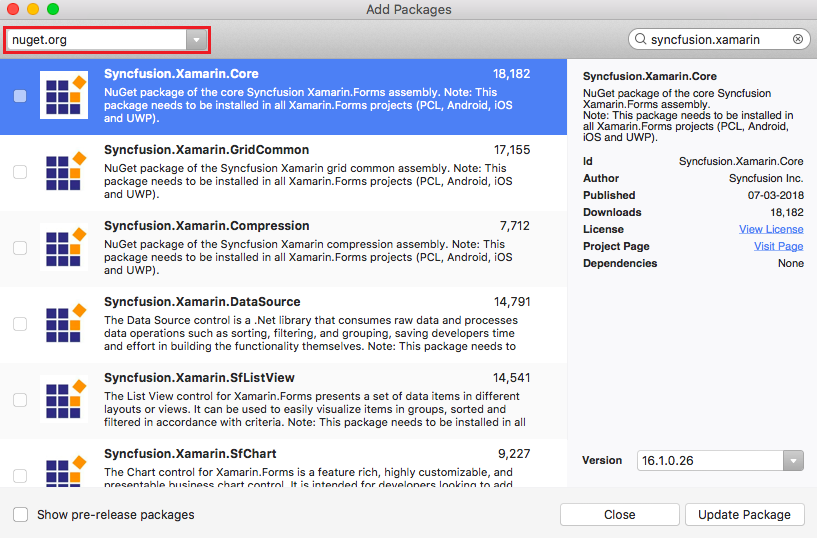 Add Packages
nuget.org
syncfusion.xamarin
Syncfusion.Xamarin.Core 18,182
NuGet package of the core Syncfusion Xamarin.Forms assembly. Note: This
package needs to be installed in all Xamarin.Forms projects (PCL, Android, iOS
and UWP).
Syncfusion.Xamarin.GridCommon 17,155
NuGet package of the Syncfusion Xamarin grid common assembly. Note: This
package needs to be installed in all Xamarin.Forms projects (PCL, Android, iOS
and UWP).
Syncfusion.Xamarin.Compression 7,712
NuGet package of the Syncfusion Xamarin compression assembly. Note: This
package needs to be installed in all Xamarin.Forms projects (PCL, Android, iOS
and UWP).
Syncfusion.Xamarin.DataSource 14,791
The Data Source control is a .Net library that consumes raw data and processes
data operations such as sorting, filtering, and grouping, saving developers time
and effort in building the functionality themselves. Note: This package needs to
Syncfusion.Xamarin.SfListView 14,541
The List View control for Xamarin.Forms presents a set of data items in different
layouts or views. It can be used to easily visualize items in groups, sorted and
filtered in accordance with criteria. Note: This package needs to be installed in all
Syncfusion.Xamarin.SfChart 9,227
The Chart control for Xamarin.Forms is a feature rich, highly customizable, and
presentable business chart control. It is intended for developers looking to add
Syncfusion.Xamarin.Core
NuGet package of the core Syncfusion
Xamarin.Forms assembly.
Note: This package needs to be installed in
all Xamarin.Forms projects (PCL, Android,
iOS and UWP).
Id Syncfusion.Xamarin.Core
Author Syncfusion Inc.
Published 07-03-2018
Downloads 18,182
License View License
Project Page Visit Page
Dependencies None
Version 16.1.0.26
Show pre-release packages
Close
Update Package